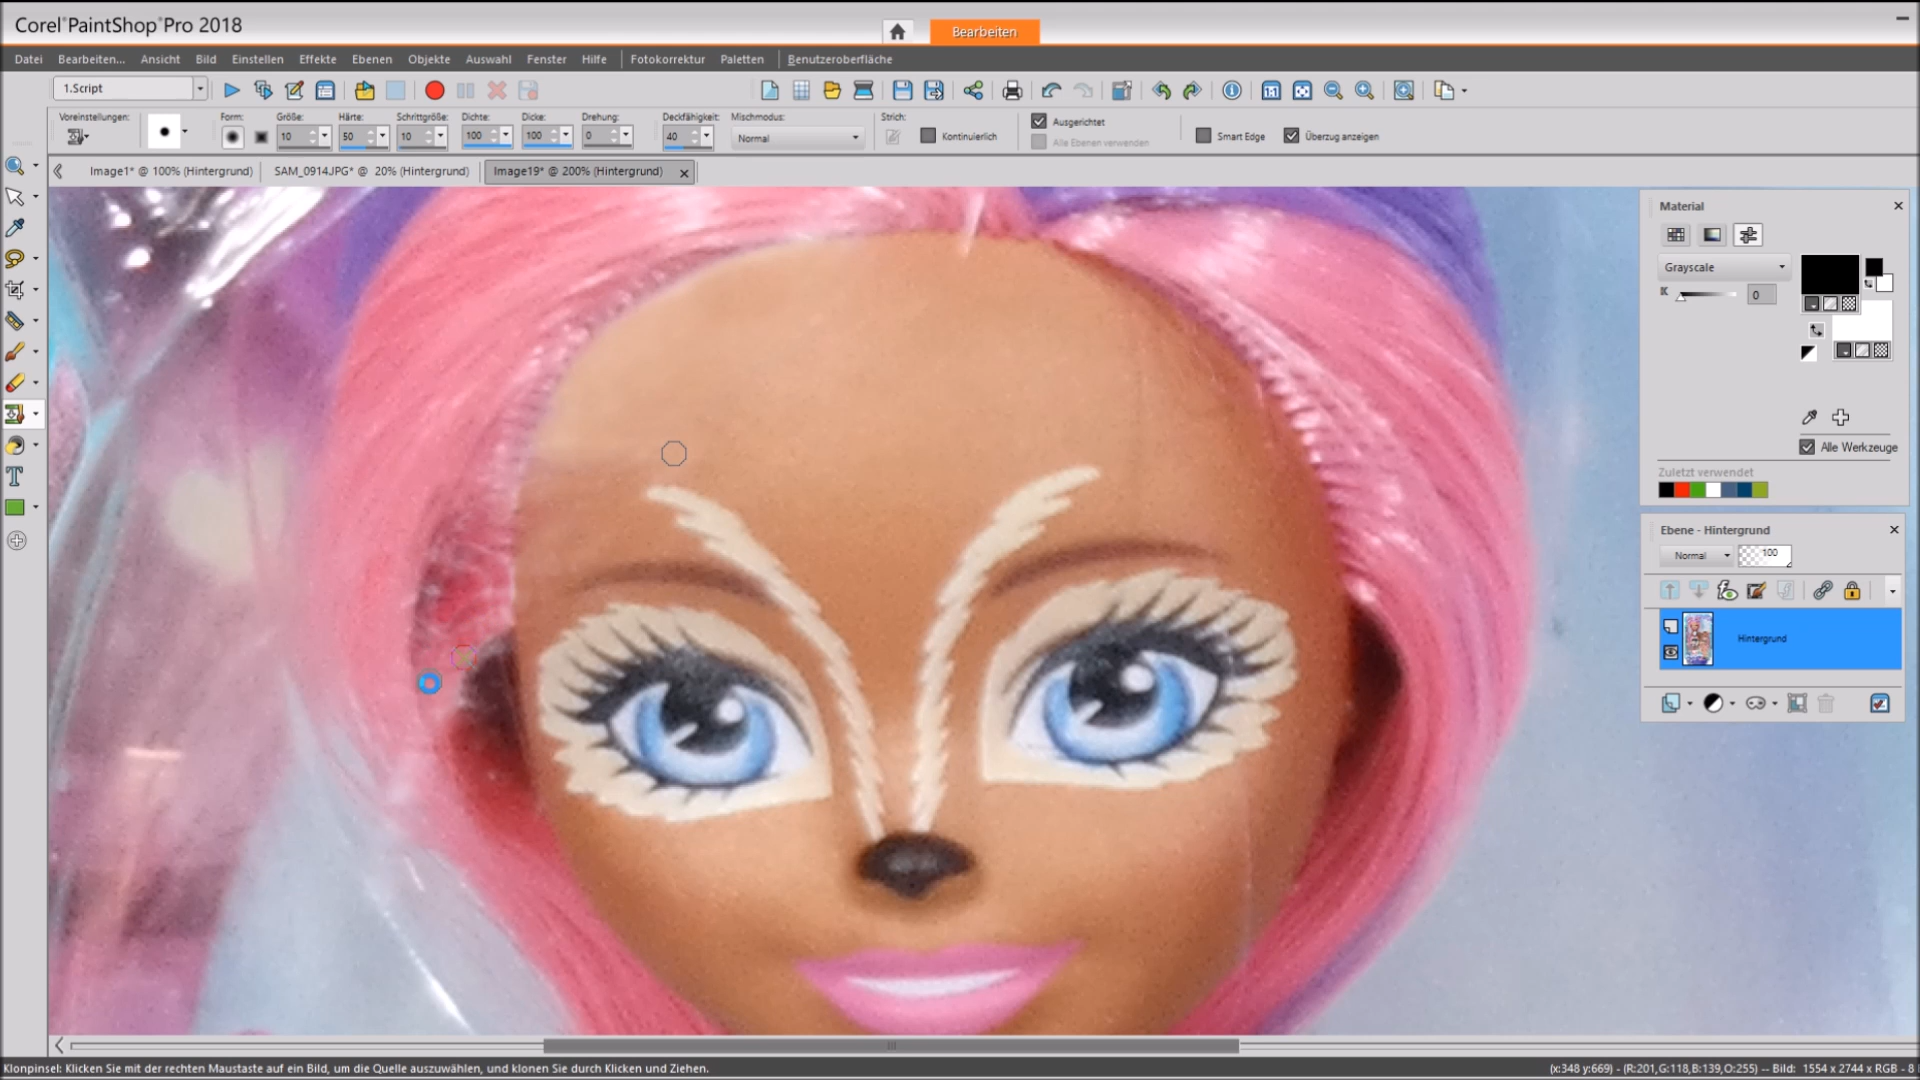 Corel®PaintShop®Pro 2018
Bearbeiten
Datei Bearbeiten... Ansicht Bild Einstellen Effekte Ebenen Objekte Auswahl Fenster Hilfe Fotokorrektur Paletten Benutzeroberfläche
1.Script
Voreinstellungen: Form: Größe: Härte: Schrittgröße: Dichte: Dicke: Drehung: Deckfähigkeit: Mischmodus: Strich:
10 50 10 100 100 0 40 Normal Kontinuierlich
Ausgerichtet
Alle Ebenen verwenden
Smart Edge Überzug anzeigen
Image1* @ 100% (Hintergrund) SAM_0914.JPG* @ 20% (Hintergrund) Image19* @ 200% (Hintergrund)
Material
Grayscale
K 0
Alle Werkzeuge
Zuletzt verwendet
Ebene - Hintergrund
Normal 100
Hintergrund
Klonpinsel: Klicken Sie mit der rechten Maustaste auf ein Bild, um die Quelle auszuwählen, und klonen Sie durch Klicken und Ziehen.
(x:348 y:669) - (R:201,G:118,B:139,O:255) -- Bild: 1554 x 2744 x RGB - 8